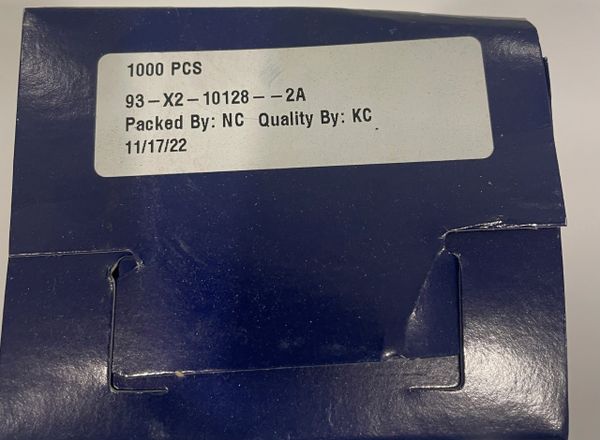 1000 PCS
93-X2-10128--2A
Packed By: NC Quality By: KC
11/17/22